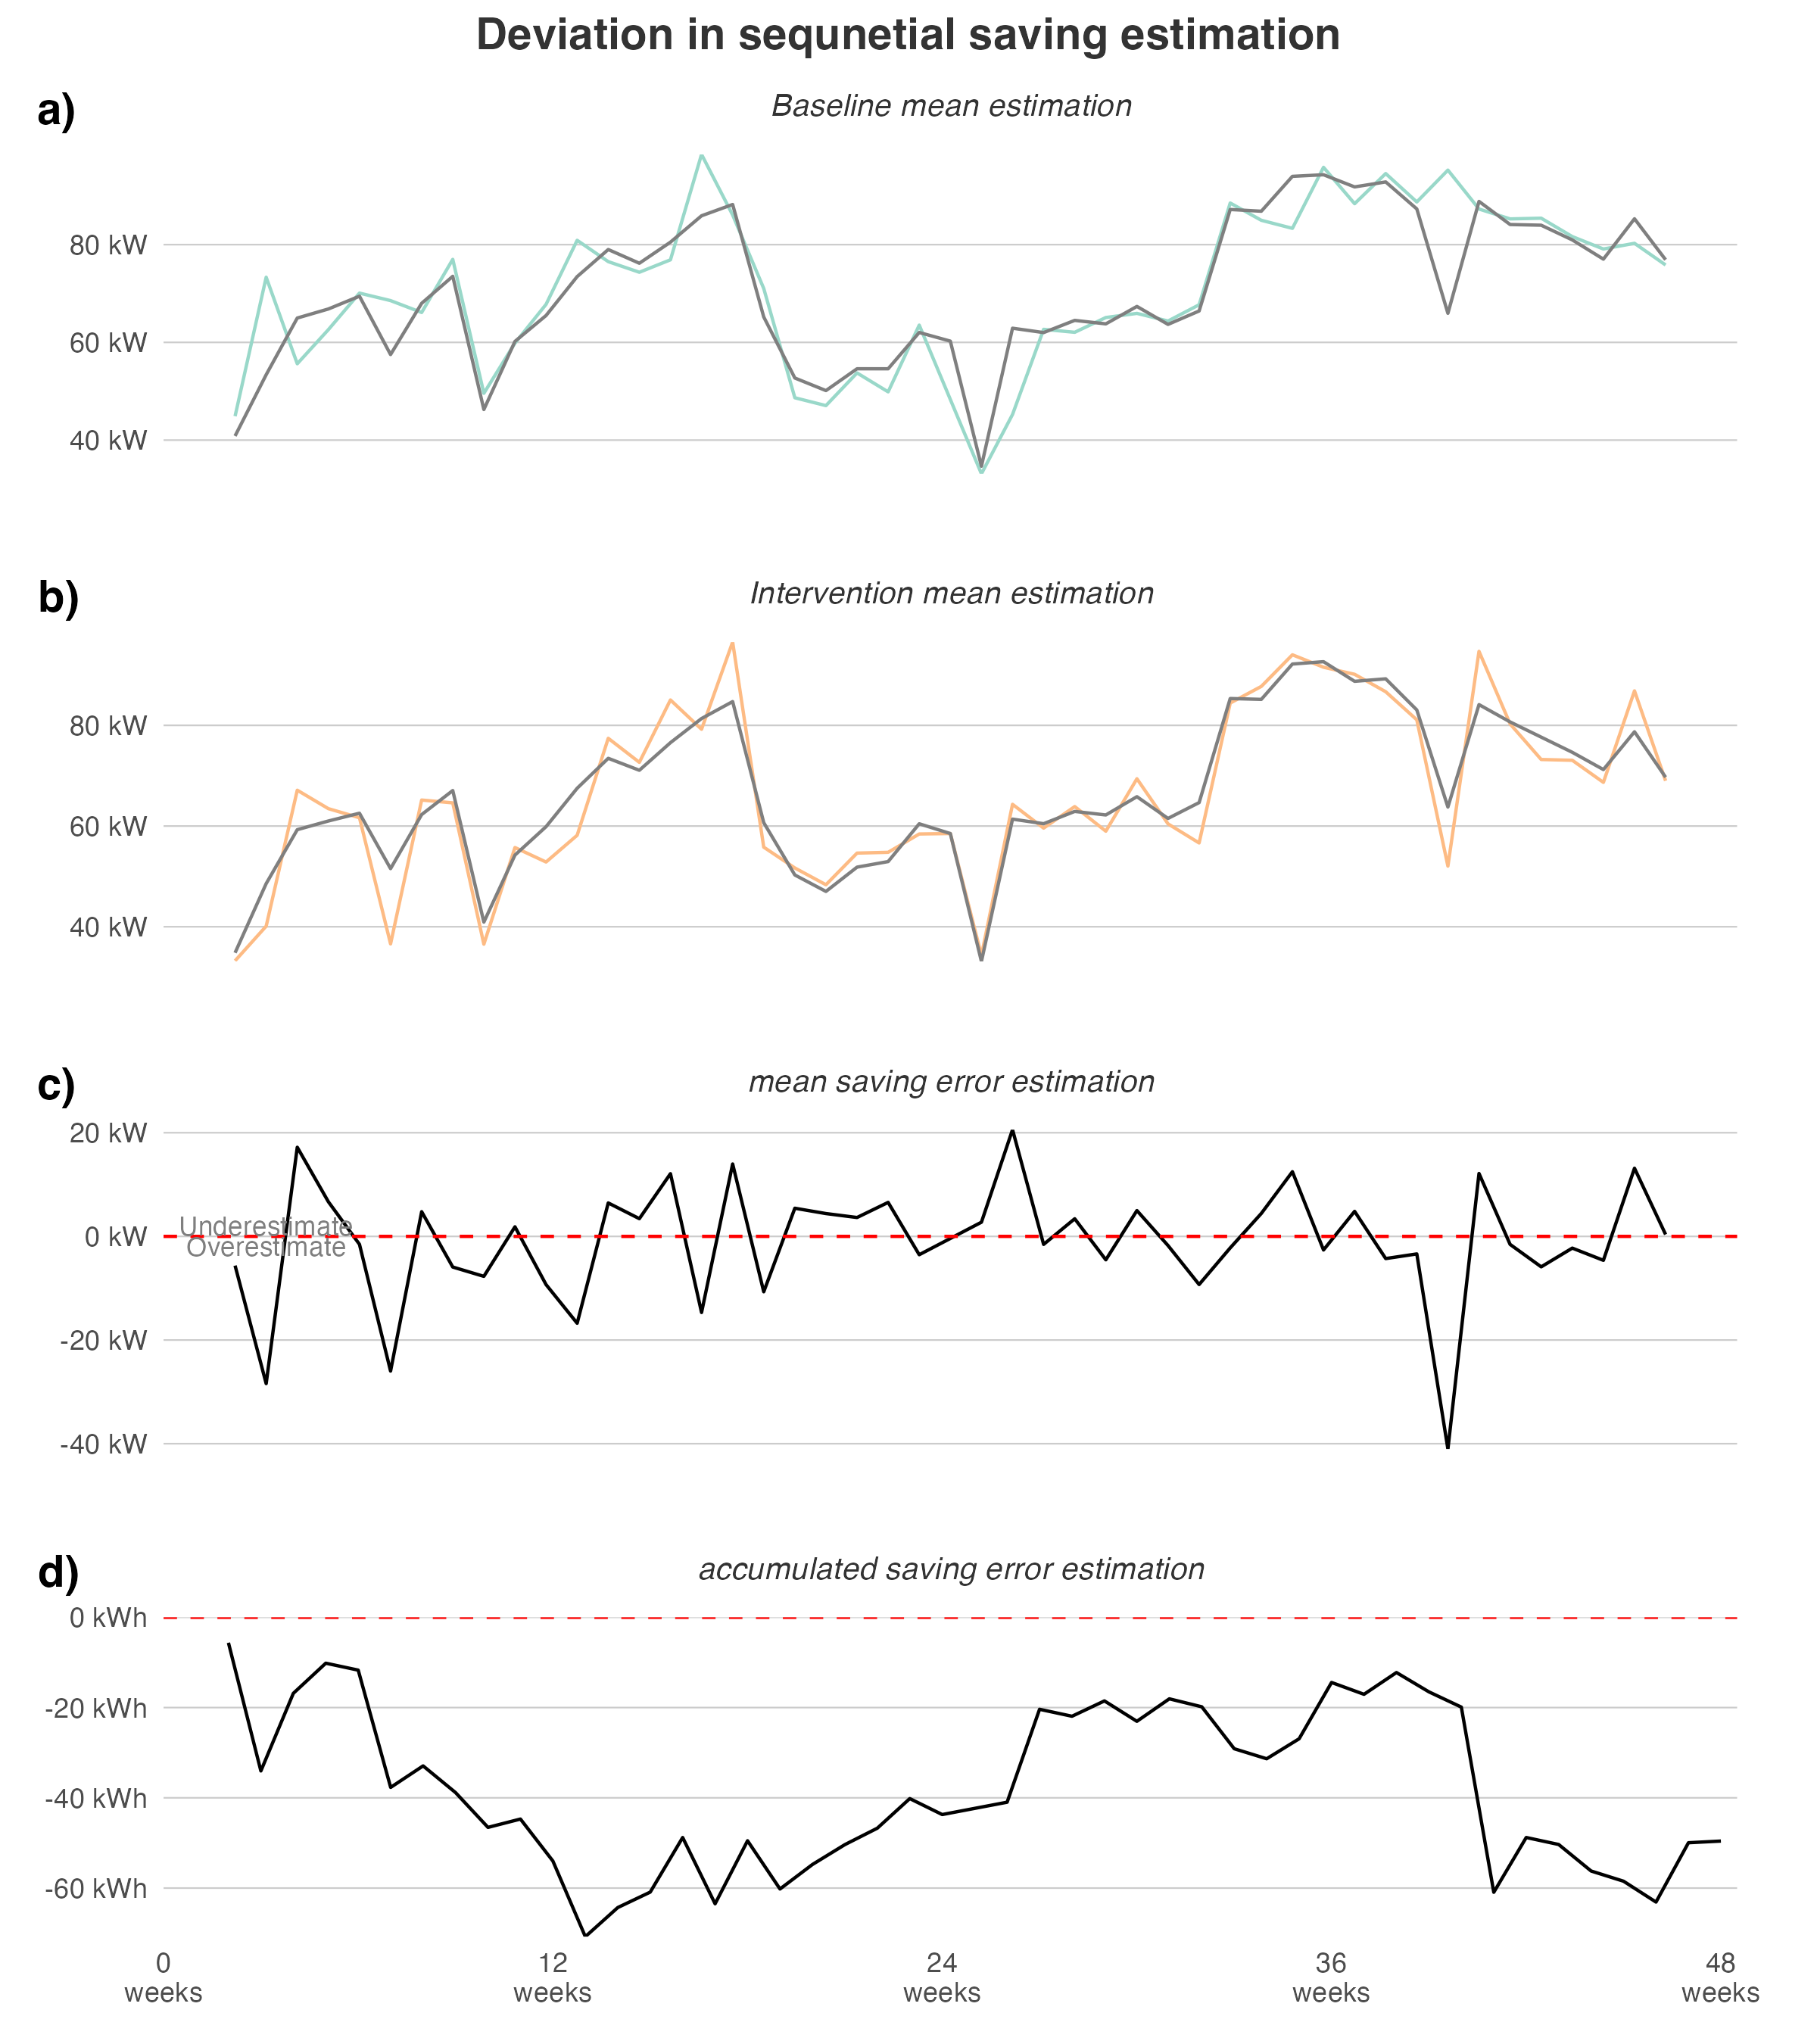 Deviation in sequnetial saving estimation
a)
Baseline mean estimation
80 kW
60 kW
40 kW
b)
Intervention mean estimation
80 kW
60 kW
40 kW
c)
mean saving error estimation
20 kW
Underestimate
0 kW
Overestimate
-20 kW
-40 kW
d)
accumulated saving error estimation
0 kWh
-20 kWh
-40 kWh
-60 kWh
0 12 24 36 48
weeks weeks weeks weeks weeks